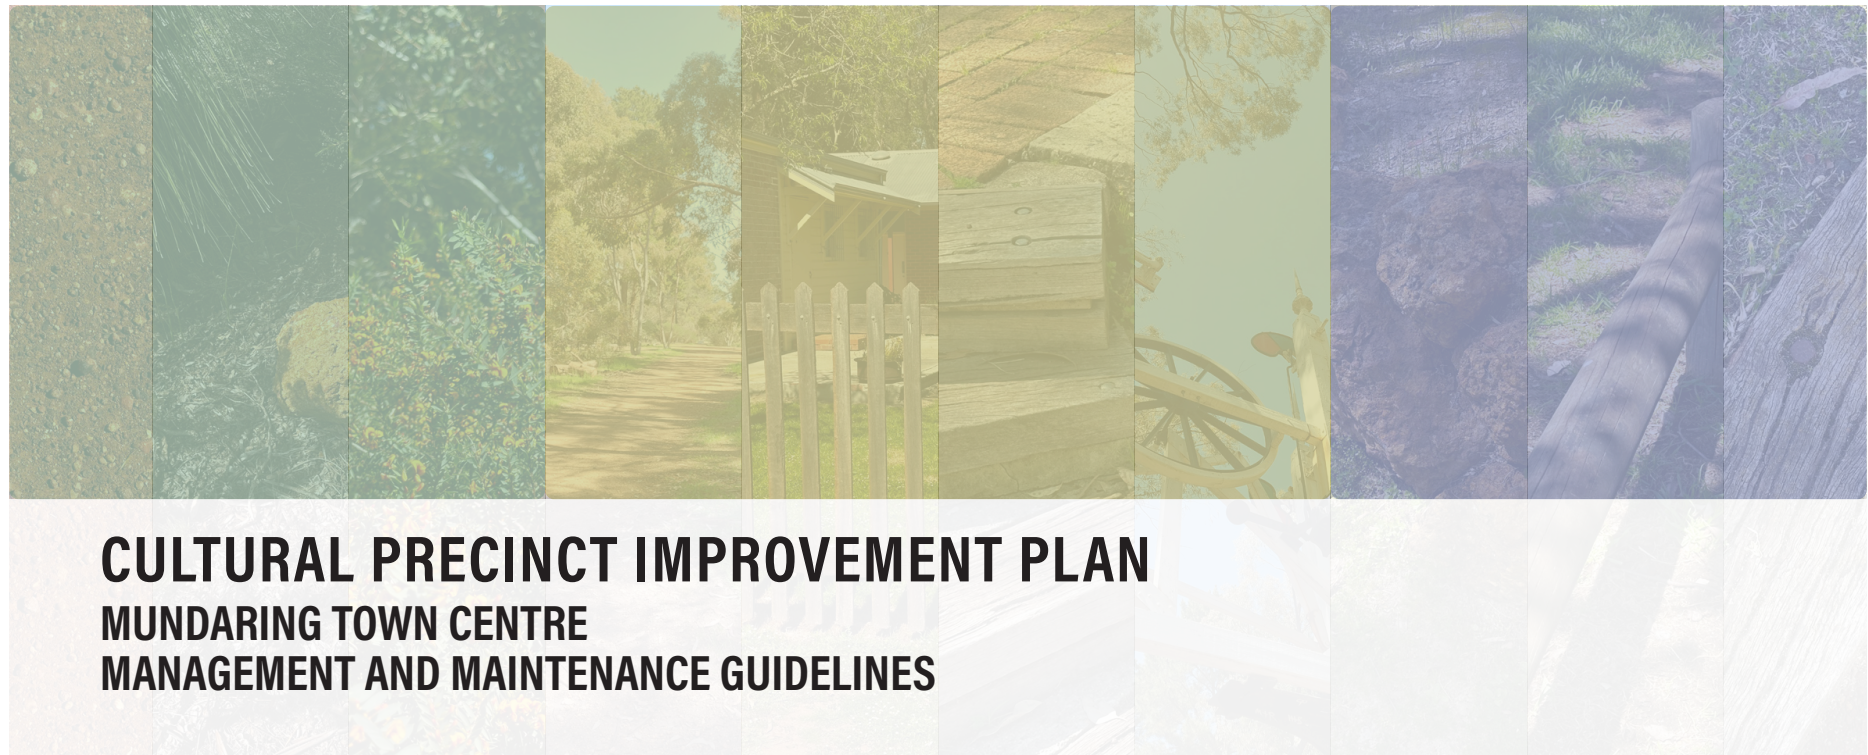 CULTURAL PRECINCT IMPROVEMENT PLAN
MUNDARING TOWN CENTRE
MANAGEMENT AND MAINTENANCE GUIDELINES